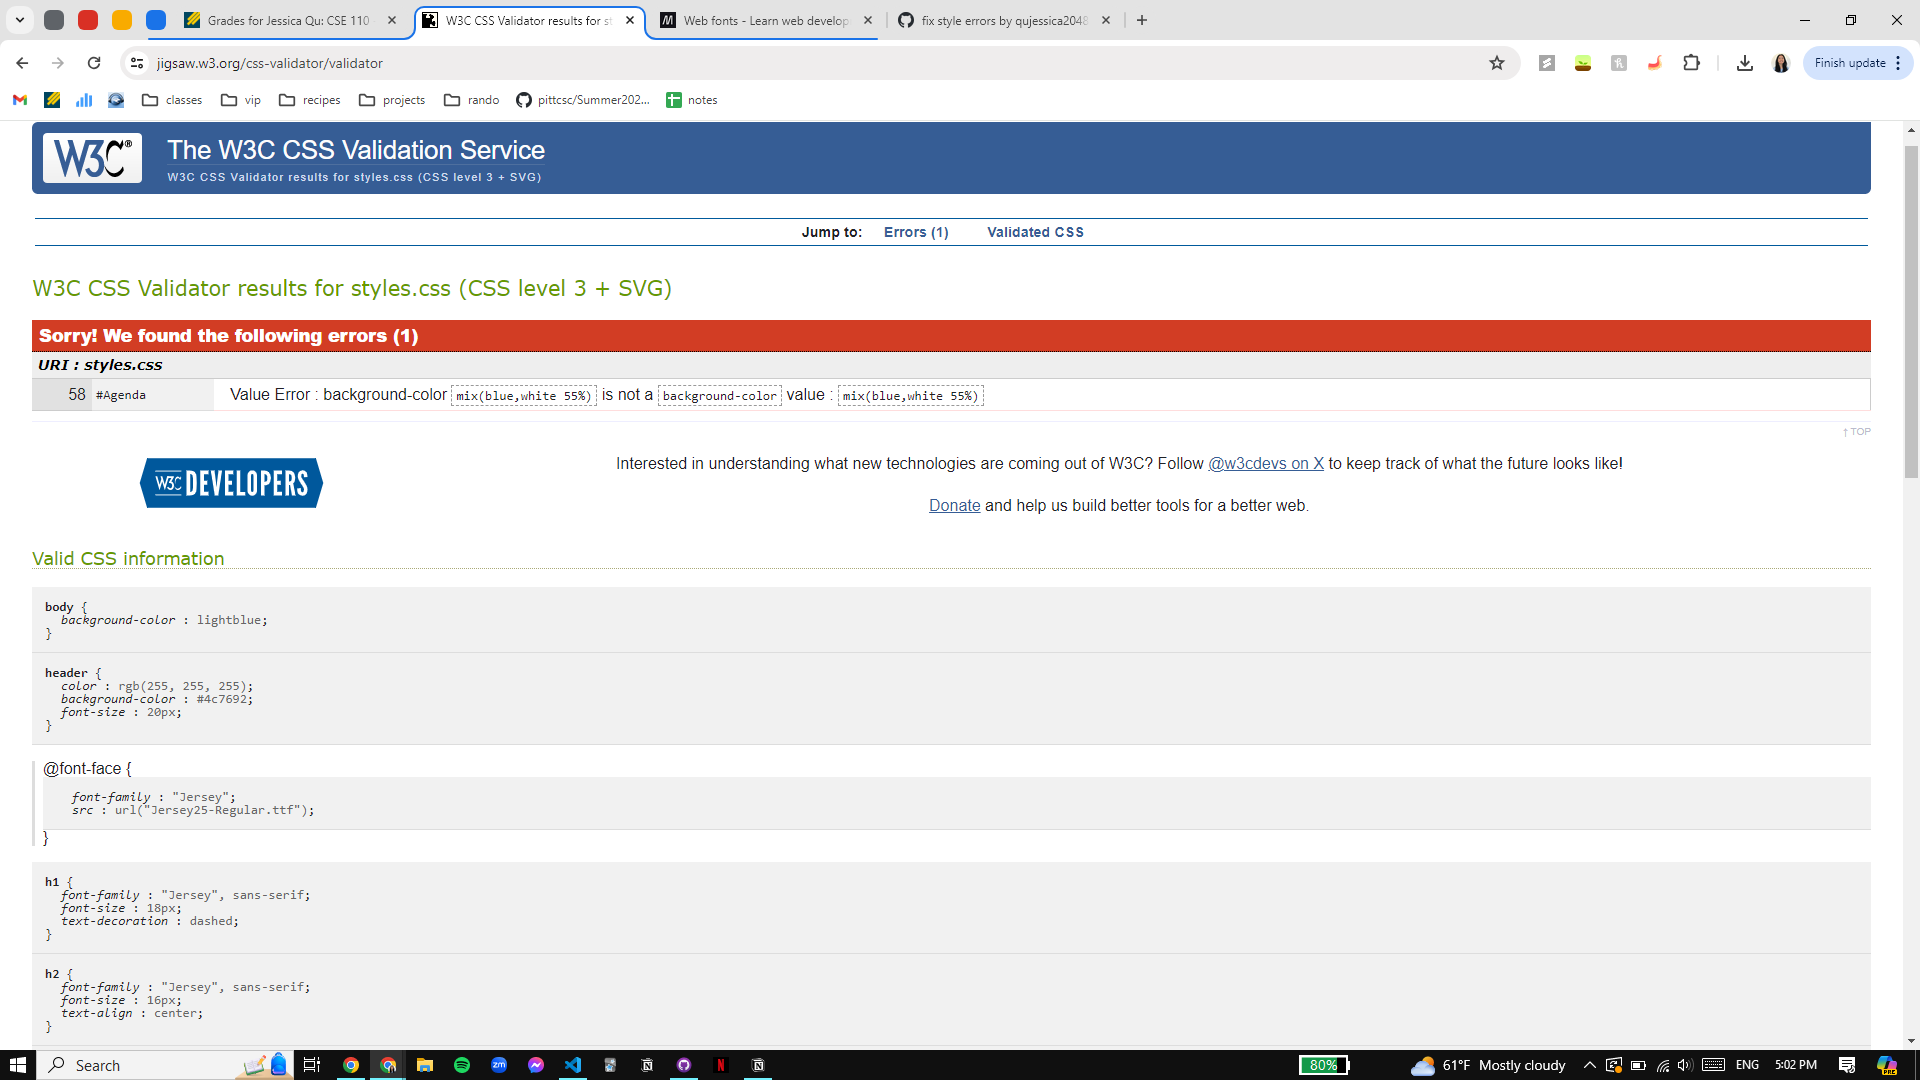 Grades for Jessica Qu: CSE 110
W3C CSS Validator results for st
Web fonts - Learn web develop
fix style errors by qujessica2048
jigsaw.w3.org/css-validator/validator
Finish update
classes
vip
recipes
projects
rando
pittcsc/Summer202...
notes
W3C®
The W3C CSS Validation Service
W3C CSS Validator results for styles.css (CSS level 3 + SVG)
Jump to: Errors (1) Validated CSS
W3C CSS Validator results for styles.css (CSS level 3 + SVG)
Sorry! We found the following errors (1)
URI : styles.css
58 #Agenda Value Error : background-color mix(blue,white 55%) is not a background-color value : mix(blue,white 55%)
↑ TOP
W3C DEVELOPERS
Interested in understanding what new technologies are coming out of W3C? Follow @w3cdevs on X to keep track of what the future looks like!
Donate and help us build better tools for a better web.
Valid CSS information
body {
background-color : lightblue;
}
header {
color : rgb(255, 255, 255);
background-color : #4c7692;
font-size : 20px;
}
@font-face {
font-family : "Jersey";
src : url("Jersey25-Regular.ttf");
}
h1 {
font-family : "Jersey", sans-serif;
font-size : 18px;
text-decoration : dashed;
}
h2 {
font-family : "Jersey", sans-serif;
font-size : 16px;
text-align : center;
}
Search
80%
61°F Mostly cloudy
ENG
5:02 PM